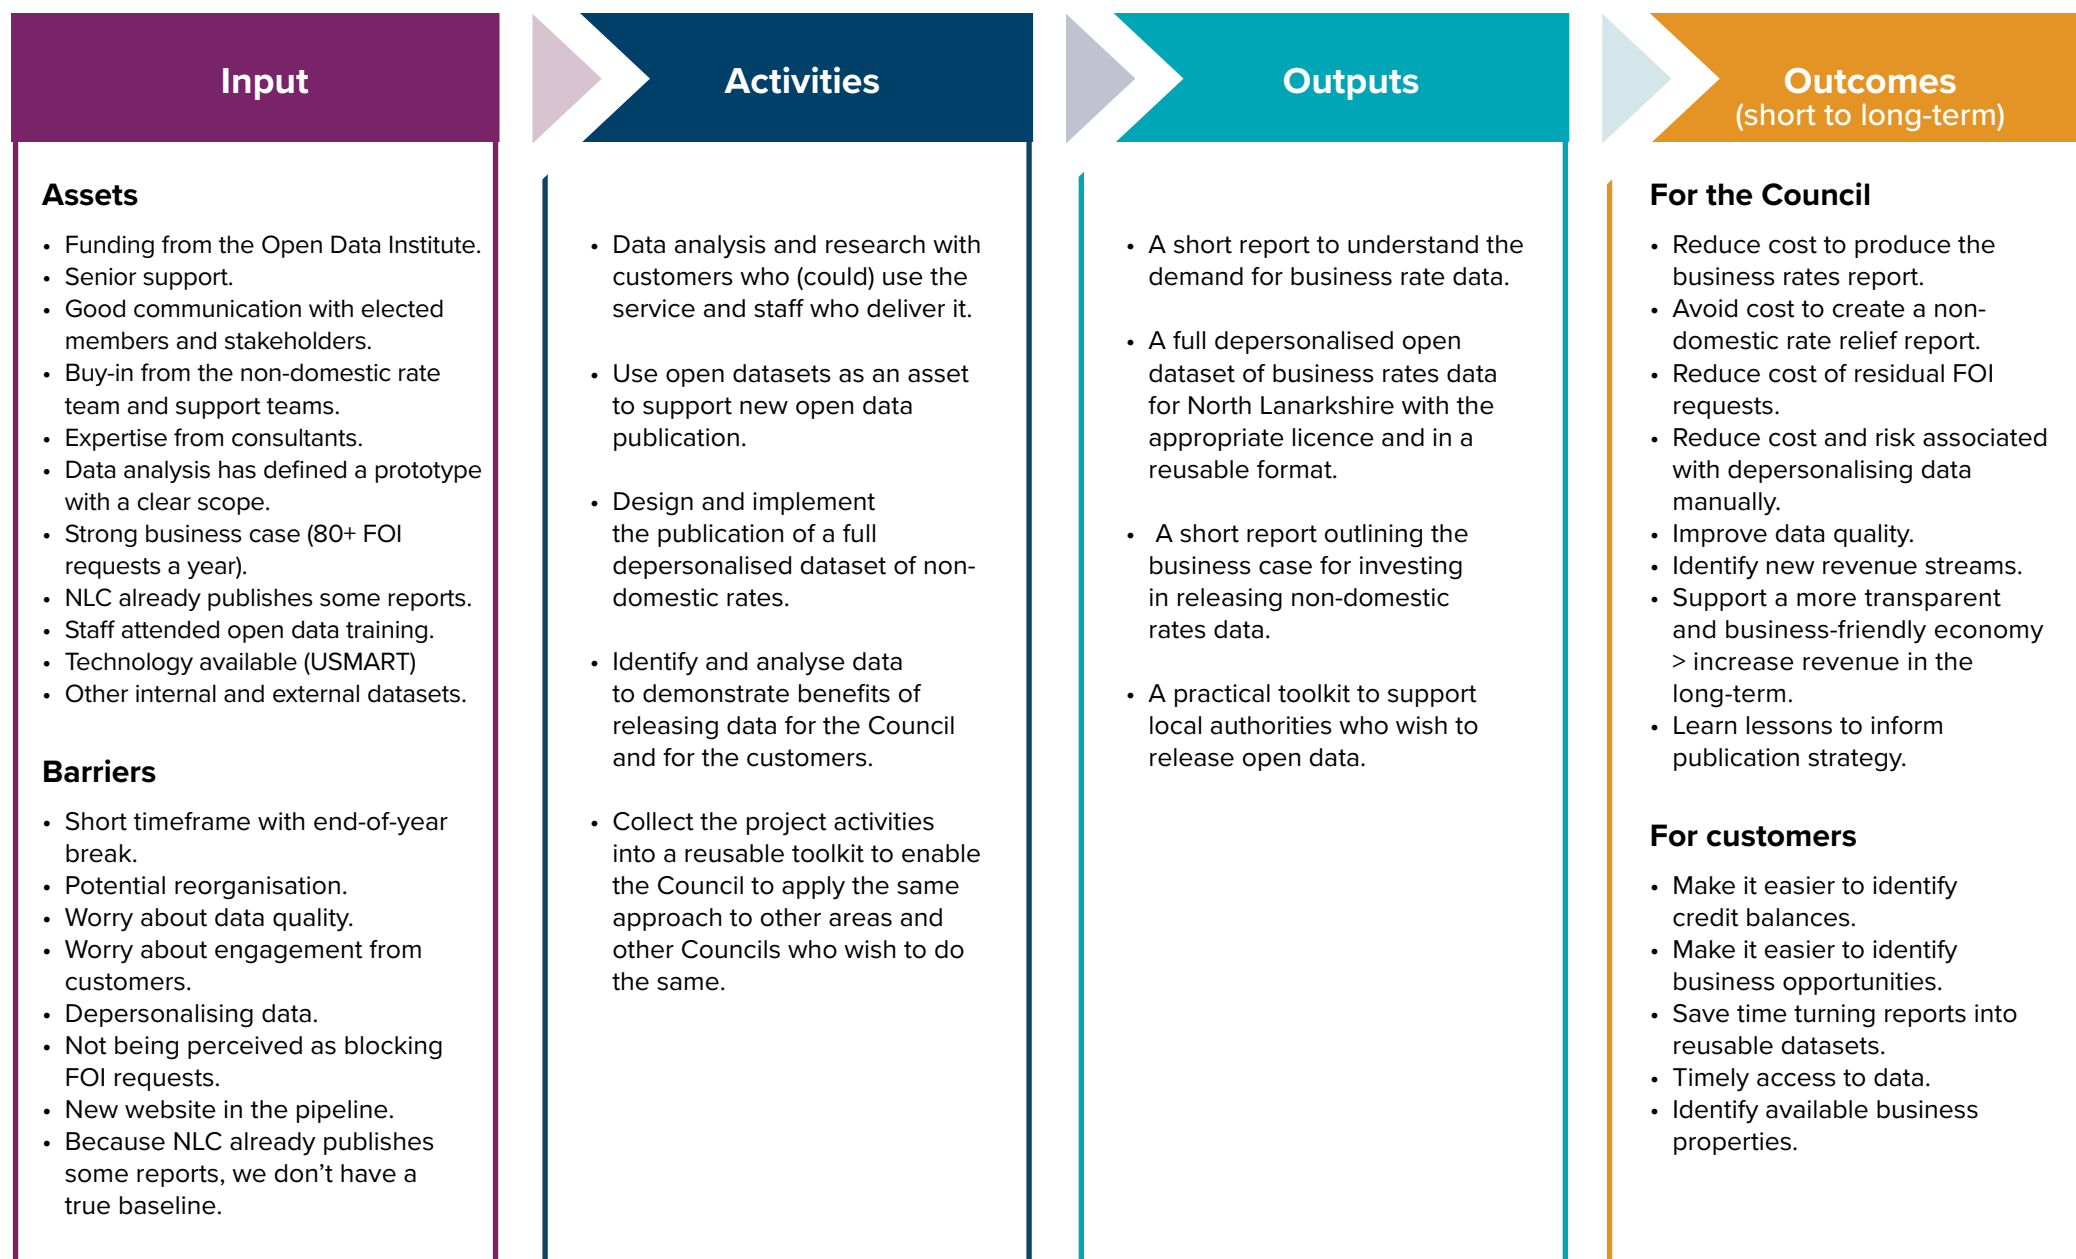 Input
Assets
• Funding from the Open Data Institute.
• Senior support.
• Good communication with elected
members and stakeholders.
• Buy-in from the non-domestic rate
team and support teams.
• Expertise from consultants.
• Data analysis has defined a prototype
with a clear scope.
• Strong business case (80+ FOI
requests a year).
• NLC already publishes some reports.
• Staff attended open data training.
• Technology available (USMART)
• Other internal and external datasets.
Barriers
• Short timeframe with end-of-year
break.
• Potential reorganisation.
• Worry about data quality.
• Worry about engagement from
customers.
• Depersonalising data.
• Not being perceived as blocking
FOI requests.
• New website in the pipeline.
• Because NLC already publishes
some reports, we don’t have a
true baseline.
Activities
• Data analysis and research with
customers who (could) use the
service and staff who deliver it.
• Use open datasets as an asset
to support new open data
publication.
• Design and implement
the publication of a full
depersonalised dataset of non-
domestic rates.
• Identify and analyse data
to demonstrate benefits of
releasing data for the Council
and for the customers.
• Collect the project activities
into a reusable toolkit to enable
the Council to apply the same
approach to other areas and
other Councils who wish to do
the same.
Outputs
• A short report to understand the
demand for business rate data.
• A full depersonalised open
dataset of business rates data
for North Lanarkshire with the
appropriate licence and in a
reusable format.
• A short report outlining the
business case for investing
in releasing non-domestic
rates data.
• A practical toolkit to support
local authorities who wish to
release open data.
Outcomes
(short to long-term)
For the Council
• Reduce cost to produce the
business rates report.
• Avoid cost to create a non-
domestic rate relief report.
• Reduce cost of residual FOI
requests.
• Reduce cost and risk associated
with depersonalising data
manually.
• Improve data quality.
• Identify new revenue streams.
• Support a more transparent
and business-friendly economy
> increase revenue in the
long-term.
• Learn lessons to inform
publication strategy.
For customers
• Make it easier to identify
credit balances.
• Make it easier to identify
business opportunities.
• Save time turning reports into
reusable datasets.
• Timely access to data.
• Identify available business
properties.